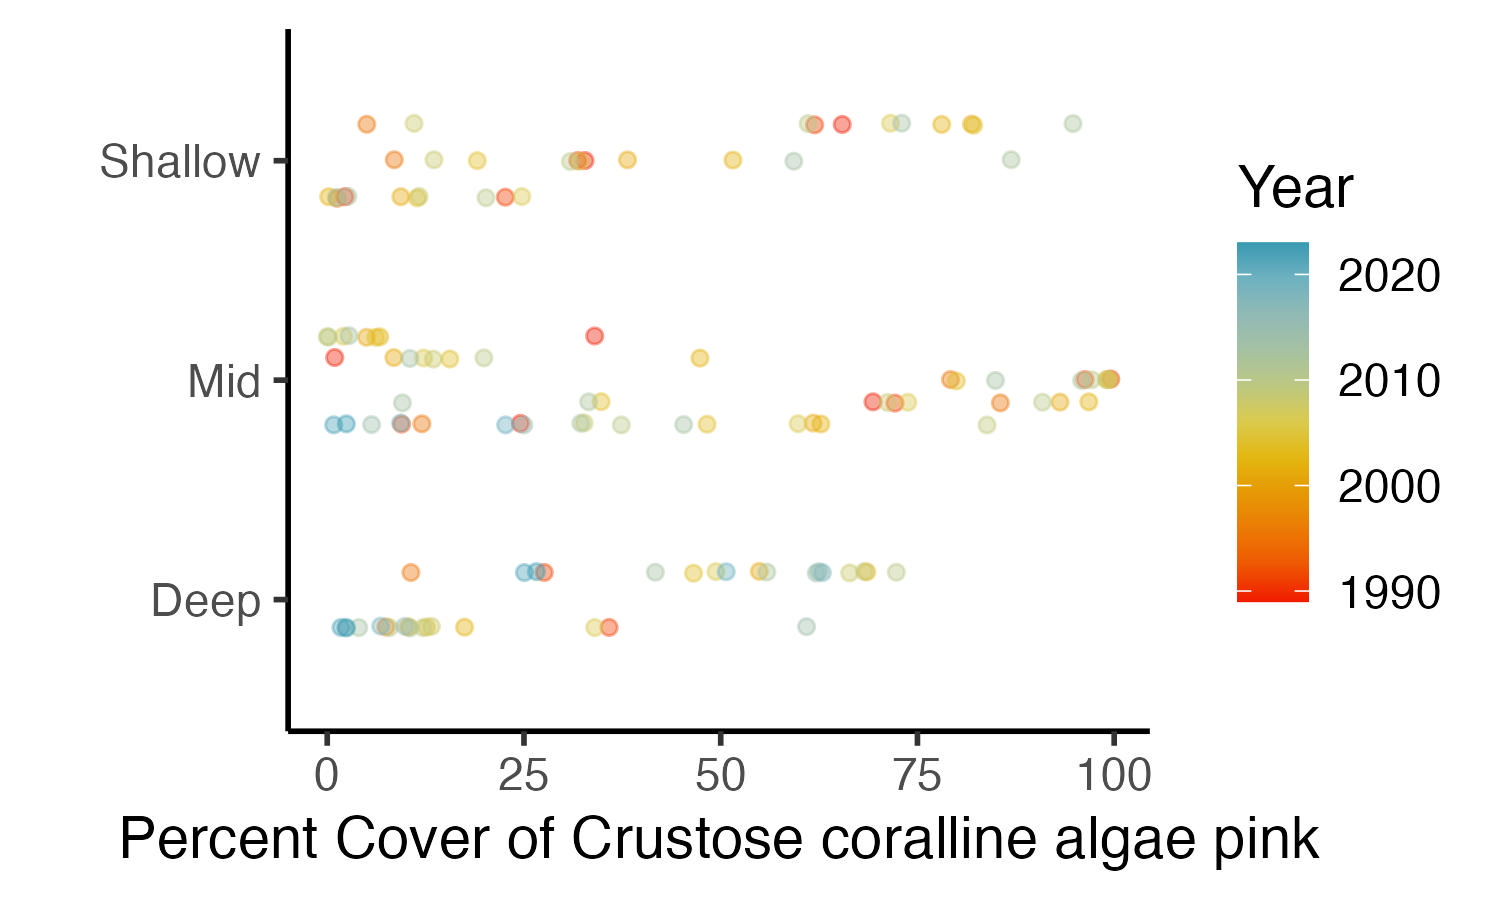 Shallow
Mid
Deep
0 25 50 75 100
Percent Cover of Crustose coralline algae pink
Year
2020
2010
2000
1990